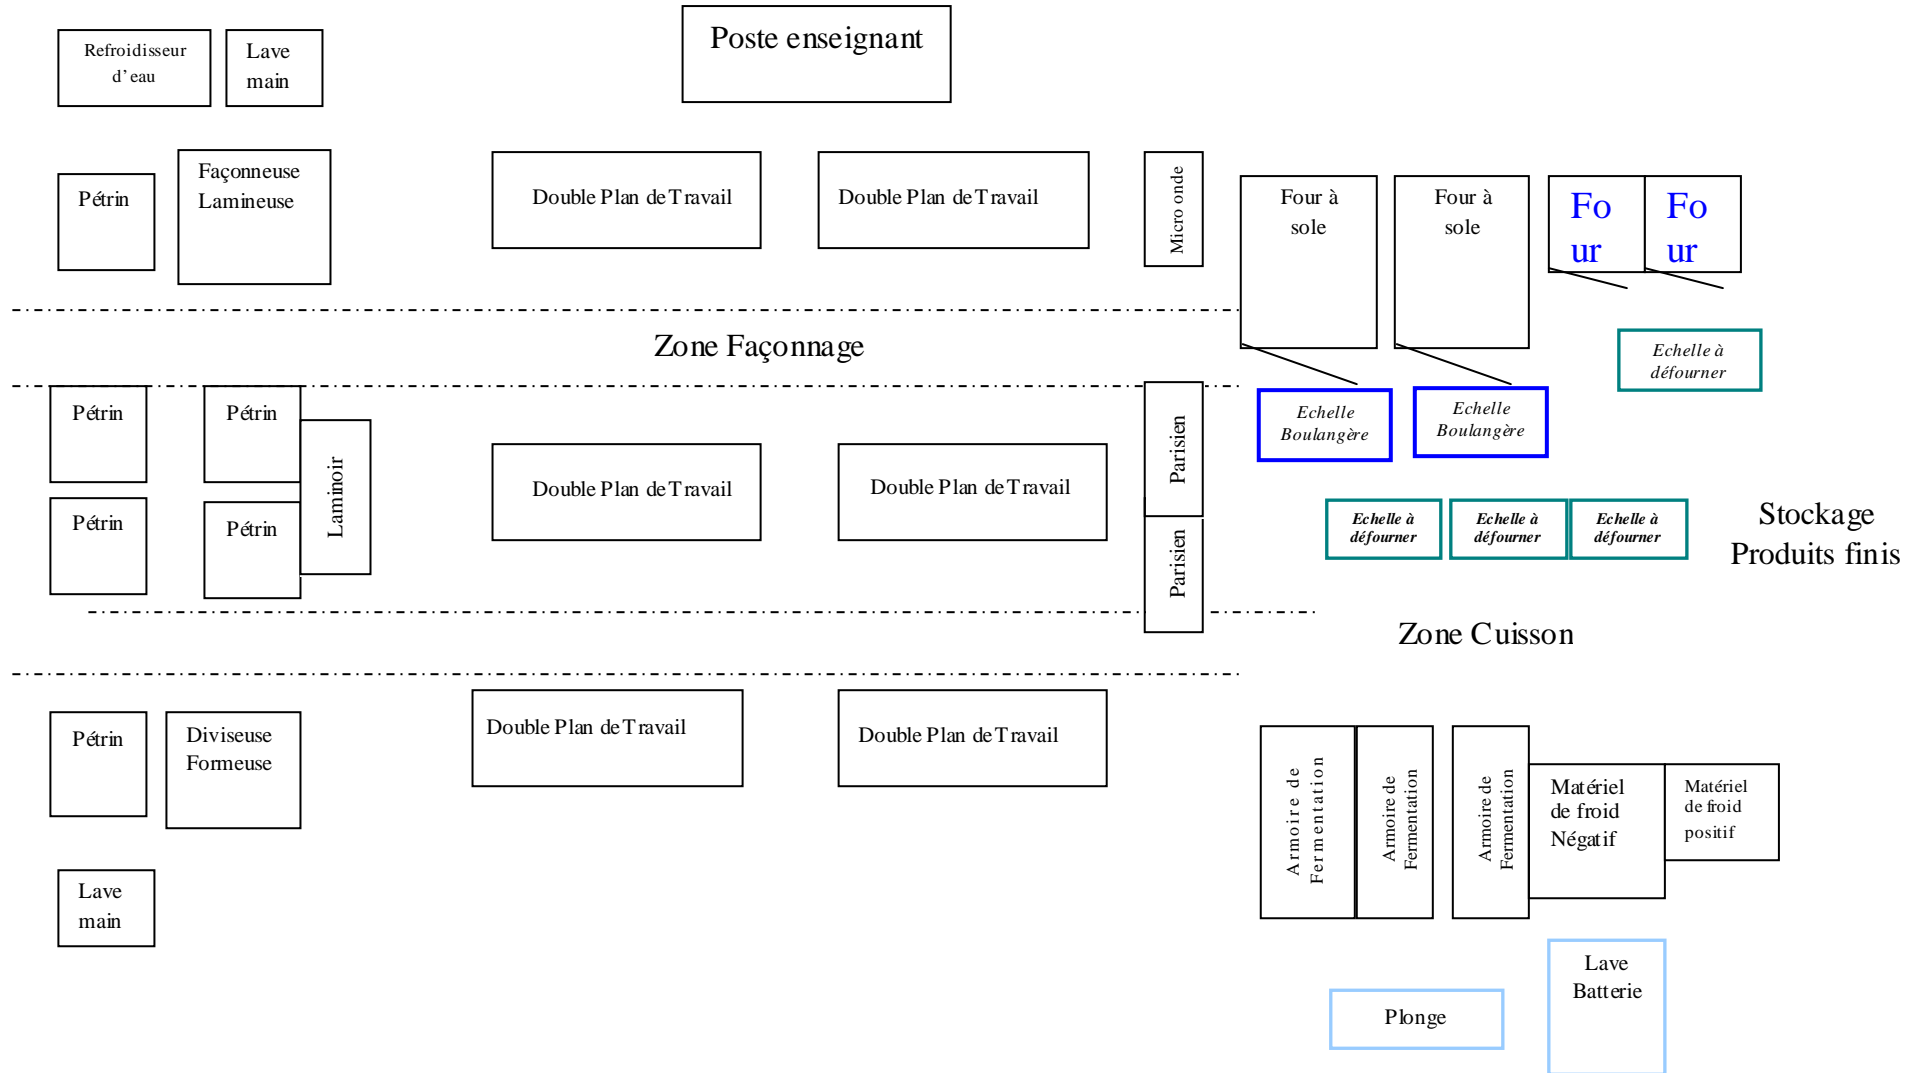 Poste enseignant
Refroidisseur
d'eau
Lave
main
Pétrin
Façonneuse
Lamineuse
Double Plan de Travail
Double Plan de Travail
Micro onde
Four à
sole
Four à
sole
Fo
ur
Fo
ur
Zone Façonnage
Echelle à
défourner
Pétrin
Pétrin
Laminoir
Pétrin
Pétrin
Double Plan de Travail
Double Plan de Travail
Parisien
Parisien
Echelle
Boulangère
Echelle
Boulangère
Echelle à
défourner
Echelle à
défourner
Echelle à
défourner
Stockage
Produits finis
Zone Cuisson
Pétrin
Diviseuse
Formeuse
Double Plan de Travail
Double Plan de Travail
Armoire de
Fermentation
Armoire de
Fermentation
Armoire de
Fermentation
Matériel
de froid
Négatif
Matériel
de froid
positif
Lave
main
Plonge
Lave
Batterie